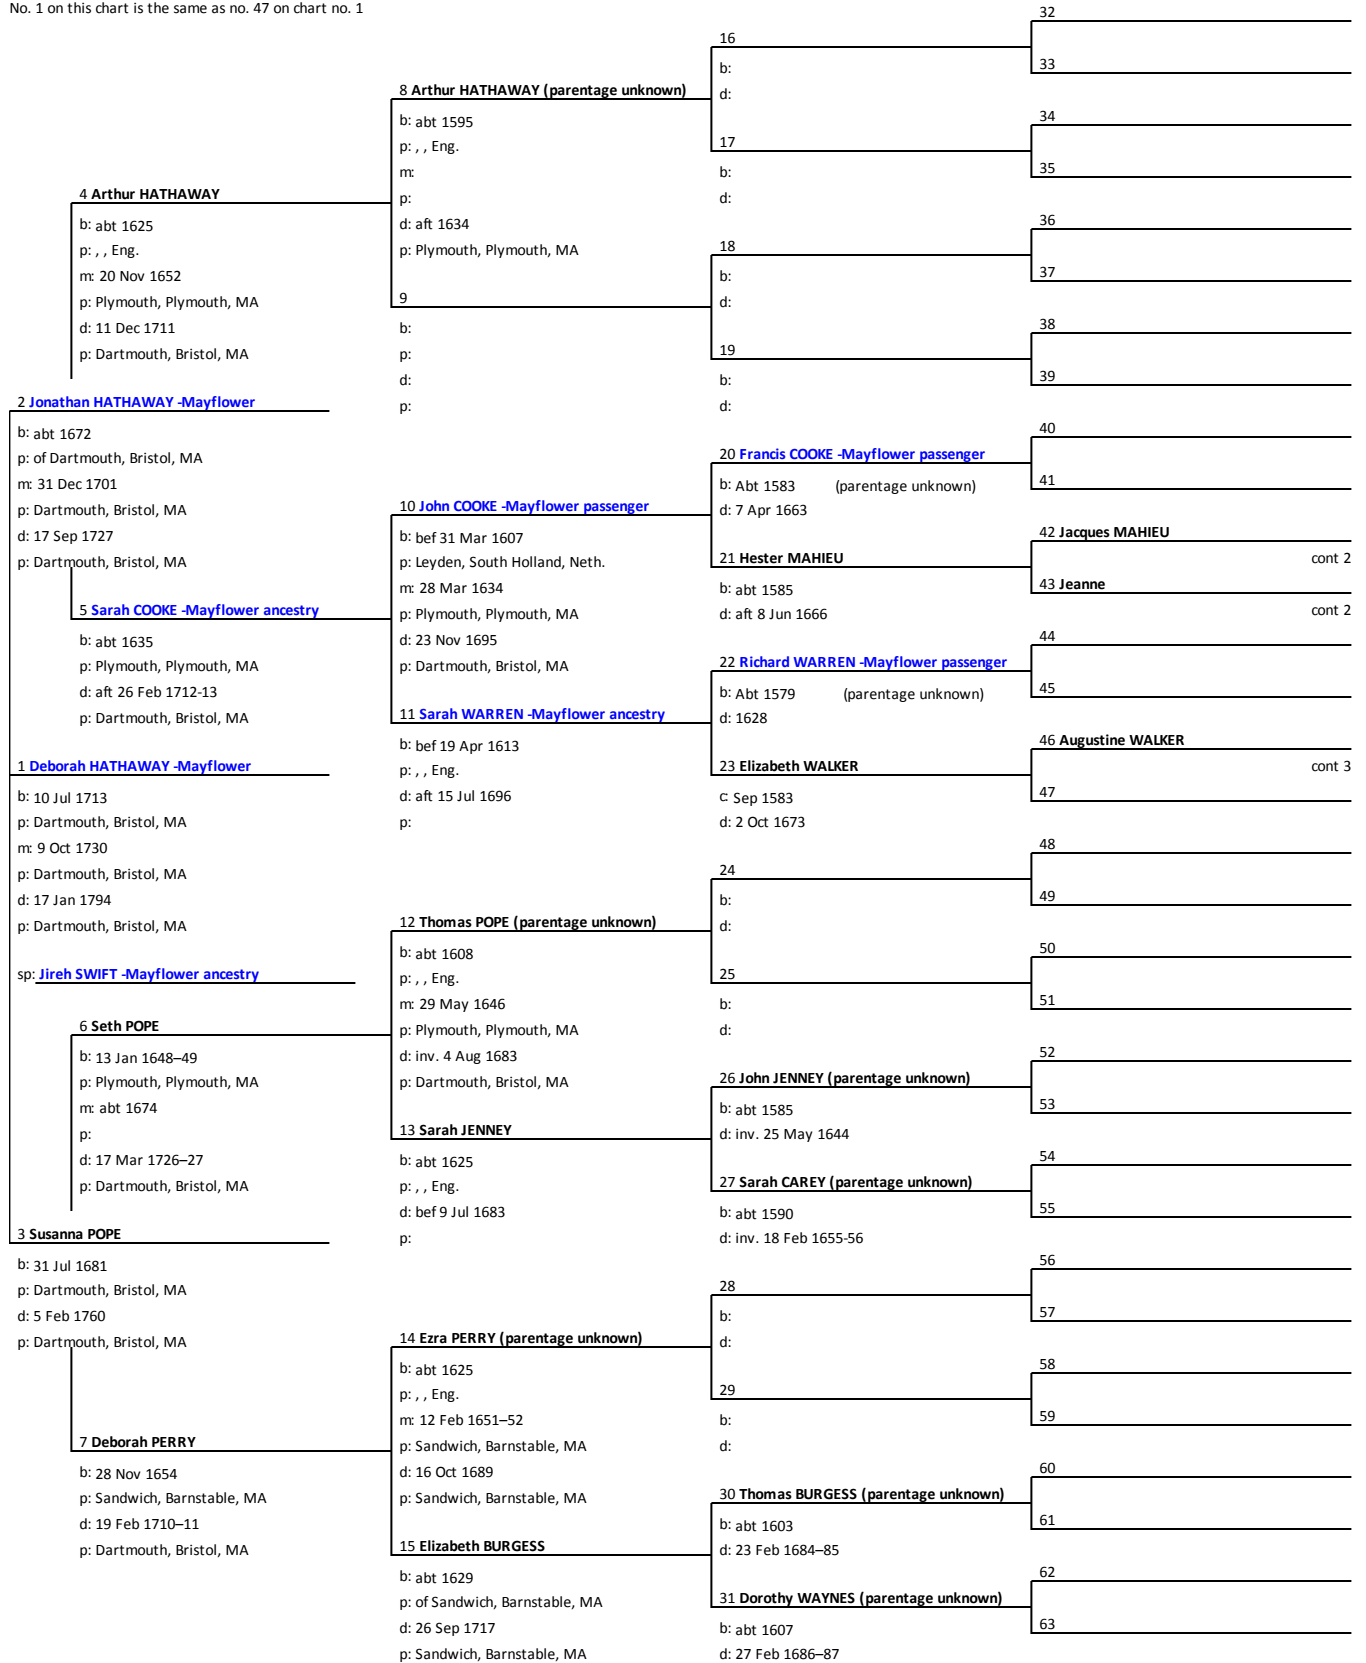 No. 1 on this chart is the same as no. 47 on chart no. 1
4 Arthur HATHAWAY
b: abt 1625
p: , , Eng.
m: 20 Nov 1652
p: Plymouth, Plymouth, MA
d: 11 Dec 1711
p: Dartmouth, Bristol, MA
2 Jonathan HATHAWAY -Mayflower
b: abt 1672
p: of Dartmouth, Bristol, MA
m: 31 Dec 1701
p: Dartmouth, Bristol, MA
d: 17 Sep 1727
p: Dartmouth, Bristol, MA
5 Sarah COOKE -Mayflower ancestry
b: abt 1635
p: Plymouth, Plymouth, MA
d: aft 26 Feb 1712-13
p: Dartmouth, Bristol, MA
1 Deborah HATHAWAY -Mayflower
b: 10 Jul 1713
p: Dartmouth, Bristol, MA
m: 9 Oct 1730
p: Dartmouth, Bristol, MA
d: 17 Jan 1794
p: Dartmouth, Bristol, MA
sp: Jireh SWIFT -Mayflower ancestry
6 Seth POPE
b: 13 Jan 1648–49
p: Plymouth, Plymouth, MA
m: abt 1674
p:
d: 17 Mar 1726–27
p: Dartmouth, Bristol, MA
3 Susanna POPE
b: 31 Jul 1681
p: Dartmouth, Bristol, MA
d: 5 Feb 1760
p: Dartmouth, Bristol, MA
7 Deborah PERRY
b: 28 Nov 1654
p: Sandwich, Barnstable, MA
d: 19 Feb 1710–11
p: Dartmouth, Bristol, MA
8 Arthur HATHAWAY (parentage unknown)
b: abt 1595
p: , , Eng.
m:
p:
d: aft 1634
p: Plymouth, Plymouth, MA
9
b:
p:
d:
p:
10 John COOKE -Mayflower passenger
b: bef 31 Mar 1607
p: Leyden, South Holland, Neth.
m: 28 Mar 1634
p: Plymouth, Plymouth, MA
d: 23 Nov 1695
p: Dartmouth, Bristol, MA
11 Sarah WARREN -Mayflower ancestry
b: bef 19 Apr 1613
p: , , Eng.
d: aft 15 Jul 1696
p:
12 Thomas POPE (parentage unknown)
b: abt 1608
p: , , Eng.
m: 29 May 1646
p: Plymouth, Plymouth, MA
d: inv. 4 Aug 1683
p: Dartmouth, Bristol, MA
13 Sarah JENNEY
b: abt 1625
p: , , Eng.
d: bef 9 Jul 1683
p:
14 Ezra PERRY (parentage unknown)
b: abt 1625
p: , , Eng.
m: 12 Feb 1651–52
p: Sandwich, Barnstable, MA
d: 16 Oct 1689
p: Sandwich, Barnstable, MA
15 Elizabeth BURGESS
b: abt 1629
p: of Sandwich, Barnstable, MA
d: 26 Sep 1717
p: Sandwich, Barnstable, MA
16
b:
d:
17
b:
d:
18
b:
d:
19
b:
d:
20 Francis COOKE -Mayflower passenger
b: Abt 1583 (parentage unknown)
d: 7 Apr 1663
21 Hester MAHIEU
b: abt 1585
d: aft 8 Jun 1666
22 Richard WARREN -Mayflower passenger
b: Abt 1579 (parentage unknown)
d: 1628
23 Elizabeth WALKER
c: Sep 1583
d: 2 Oct 1673
24
b:
d:
25
b:
d:
26 John JENNEY (parentage unknown)
b: abt 1585
d: inv. 25 May 1644
27 Sarah CAREY (parentage unknown)
b: abt 1590
d: inv. 18 Feb 1655-56
28
b:
d:
29
b:
d:
30 Thomas BURGESS (parentage unknown)
b: abt 1603
d: 23 Feb 1684–85
31 Dorothy WAYNES (parentage unknown)
b: abt 1607
d: 27 Feb 1686–87
32
33
34
35
36
37
38
39
40
41
42 Jacques MAHIEU
cont 2
43 Jeanne
cont 2
44
45
46 Augustine WALKER
cont 3
47
48
49
50
51
52
53
54
55
56
57
58
59
60
61
62
63